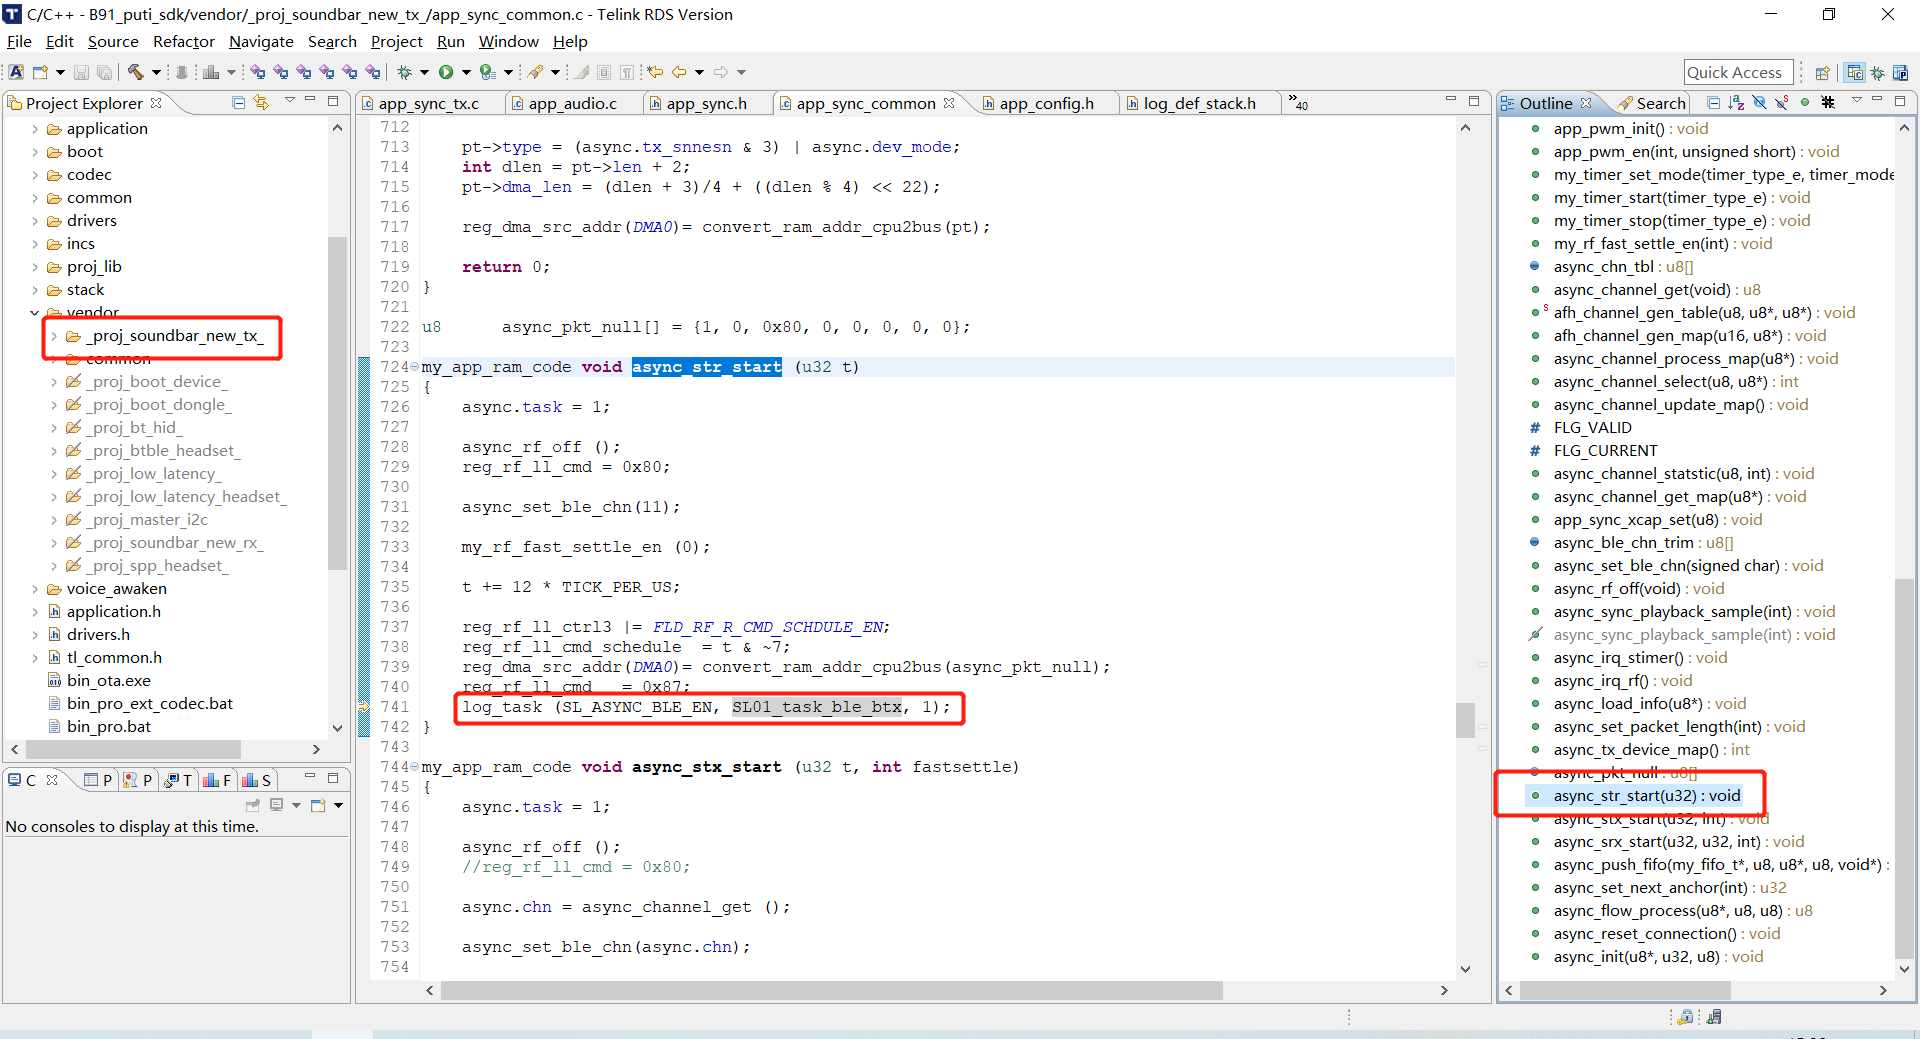 C/C++ - B91_puti_sdk/vendor/_proj_soundbar_new_tx_/app_sync_common.c - Telink RDS Version
File Edit Source Refactor Navigate Search Project Run Window Help
Quick Access
Project Explorer
application
boot
codec
common
drivers
incs
proj_lib
stack
vendor
_proj_soundbar_new_tx_
common
_proj_boot_device_
_proj_boot_dongle_
_proj_bt_hid_
_proj_btble_headset_
_proj_low_latency_
_proj_low_latency_headset_
_proj_master_i2c
_proj_soundbar_new_rx_
_proj_spp_headset_
voice_awaken
application.h
drivers.h
tl_common.h
bin_ota.exe
bin_pro_ext_codec.bat
bin_pro.bat
C P P T F S
No consoles to display at this time.
app_sync_tx.c app_audio.c app_sync.h app_sync_common app_config.h log_def_stack.h »40
712
713 pt->type = (async.tx_snnesn & 3) | async.dev_mode;
714 int dlen = pt->len + 2;
715 pt->dma_len = (dlen + 3)/4 + ((dlen % 4) << 22);
716
717 reg_dma_src_addr(DMA0)= convert_ram_addr_cpu2bus(pt);
718
719 return 0;
720 }
721
722 u8 async_pkt_null[] = {1, 0, 0x80, 0, 0, 0, 0, 0};
723
724 my_app_ram_code void async_str_start (u32 t)
725 {
726 async.task = 1;
727
728 async_rf_off ();
729 reg_rf_ll_cmd = 0x80;
730
731 async_set_ble_chn(11);
732
733 my_rf_fast_settle_en (0);
734
735 t += 12 * TICK_PER_US;
736
737 reg_rf_ll_ctrl3 |= FLD_RF_R_CMD_SCHDULE_EN;
738 reg_rf_ll_cmd_schedule = t & ~7;
739 reg_dma_src_addr(DMA0)= convert_ram_addr_cpu2bus(async_pkt_null);
740 reg_rf_ll_cmd = 0x87;
741 log_task (SL_ASYNC_BLE_EN, SL01_task_ble_btx, 1);
742 }
743
744 my_app_ram_code void async_stx_start (u32 t, int fastsettle)
745 {
746 async.task = 1;
747
748 async_rf_off ();
749 //reg_rf_ll_cmd = 0x80;
750
751 async.chn = async_channel_get ();
752
753 async_set_ble_chn(async.chn);
754
Outline Search
app_pwm_init() : void
app_pwm_en(int, unsigned short) : void
my_timer_set_mode(timer_type_e, timer_mode
my_timer_start(timer_type_e) : void
my_timer_stop(timer_type_e) : void
my_rf_fast_settle_en(int) : void
async_chn_tbl : u8[]
async_channel_get(void) : u8
S afh_channel_gen_table(u8, u8*, u8*) : void
afh_channel_gen_map(u16, u8*) : void
async_channel_process_map(u8*) : void
async_channel_select(u8, u8*) : int
async_channel_update_map() : void
# FLG_VALID
# FLG_CURRENT
async_channel_statstic(u8, int) : void
async_channel_get_map(u8*) : void
app_sync_xcap_set(u8) : void
async_ble_chn_trim : u8[]
async_set_ble_chn(signed char) : void
async_rf_off(void) : void
async_sync_playback_sample(int) : void
async_sync_playback_sample(int) : void
async_irq_stimer() : void
async_irq_rf() : void
async_load_info(u8*) : void
async_set_packet_length(int) : void
async_tx_device_map() : int
async_pkt_null : u8[]
async_str_start(u32) : void
async_stx_start(u32, int) : void
async_srx_start(u32, u32, int) : void
async_push_fifo(my_fifo_t*, u8, u8*, u8, void*) :
async_set_next_anchor(int) : u32
async_flow_process(u8*, u8, u8) : u8
async_reset_connection() : void
async_init(u8*, u32, u8) : void